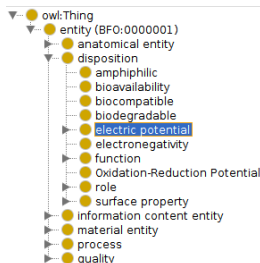 owl:Thing
entity (BFO:0000001)
anatomical entity
disposition
amphiphilic
bioavailability
biocompatible
biodegradable
electric potential
electronegativity
function
Oxidation-Reduction Potential
role
surface property
information content entity
material entity
process
quality